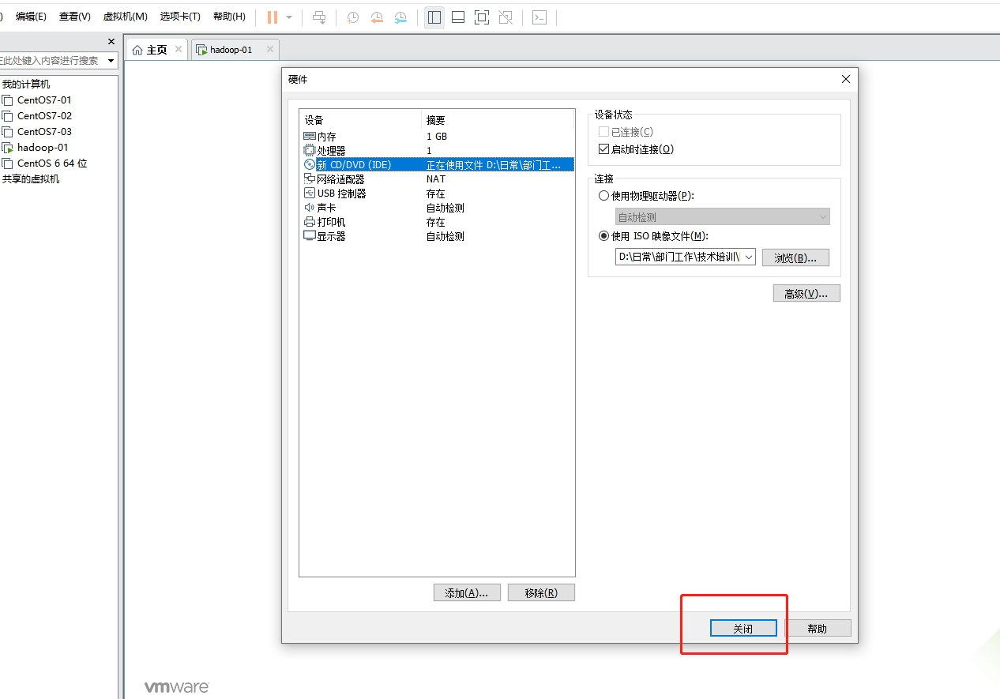 ) 编辑(E) 查看(V) 虚拟机(M) 选项卡(T) 帮助(H)
主页 hadoop-01
在此处键入内容进行搜索
我的计算机
CentOS7-01
CentOS7-02
CentOS7-03
hadoop-01
CentOS 6 64 位
共享的虚拟机
硬件
设备 摘要
内存 1 GB
处理器 1
新 CD/DVD (IDE) 正在使用文件 D:\日常\部门工...
网络适配器 NAT
USB 控制器 存在
声卡 自动检测
打印机 存在
显示器 自动检测
添加(A)... 移除(R)
设备状态
已连接(C)
启动时连接(O)
连接
使用物理驱动器(P):
自动检测
使用 ISO 映像文件(M):
D:\日常\部门工作\技术培训\ 浏览(B)...
高级(V)...
关闭 帮助
vmware